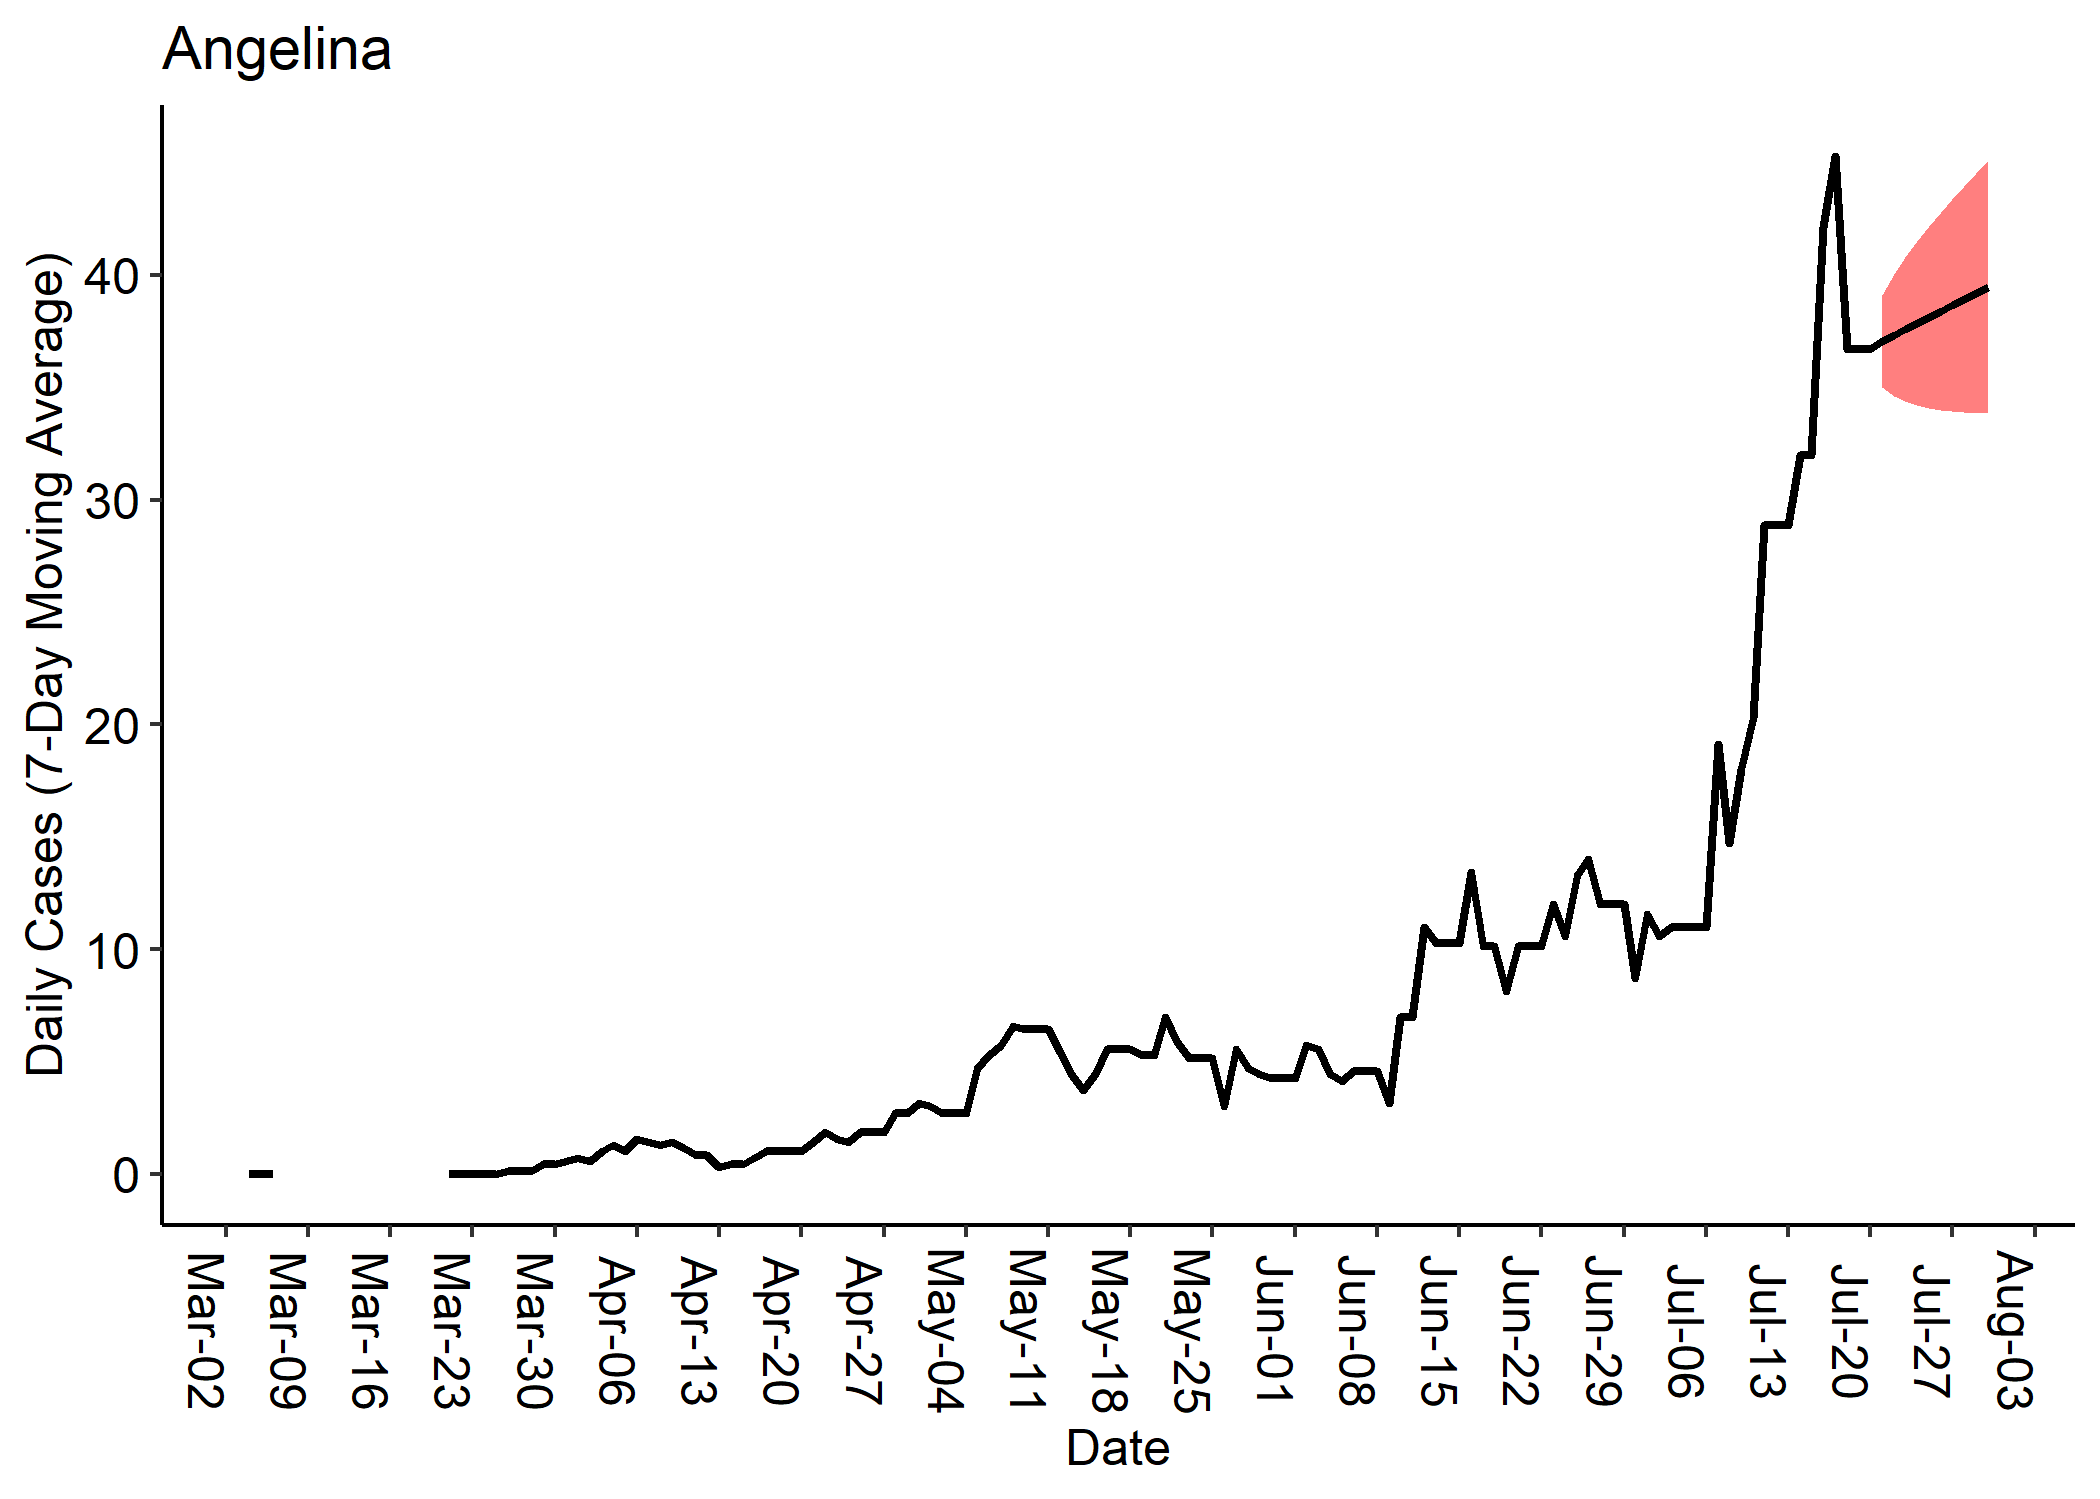 Angelina
Daily Cases (7-Day Moving Average)
40
30
20
10
0
Mar-02
Mar-09
Mar-16
Mar-23
Mar-30
Apr-06
Apr-13
Apr-20
Apr-27
May-04
May-11
May-18
May-25
Jun-01
Jun-08
Jun-15
Jun-22
Jun-29
Jul-06
Jul-13
Jul-20
Jul-27
Aug-03
Date